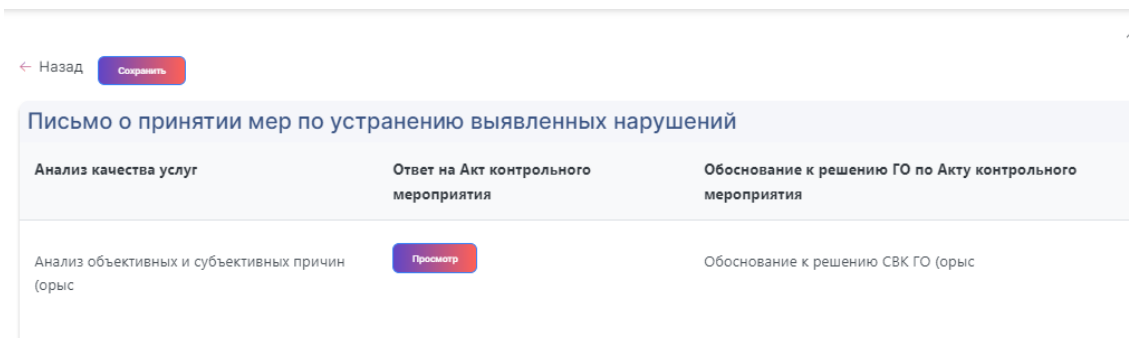 ← Назад Сохранить
Письмо о принятии мер по устранению выявленных нарушений
Анализ качества услуг Ответ на Акт контрольного мероприятия Обоснование к решению ГО по Акту контрольного мероприятия
Анализ объективных и субъективных причин (орыс Просмотр Обоснование к решению СВК ГО (орыс